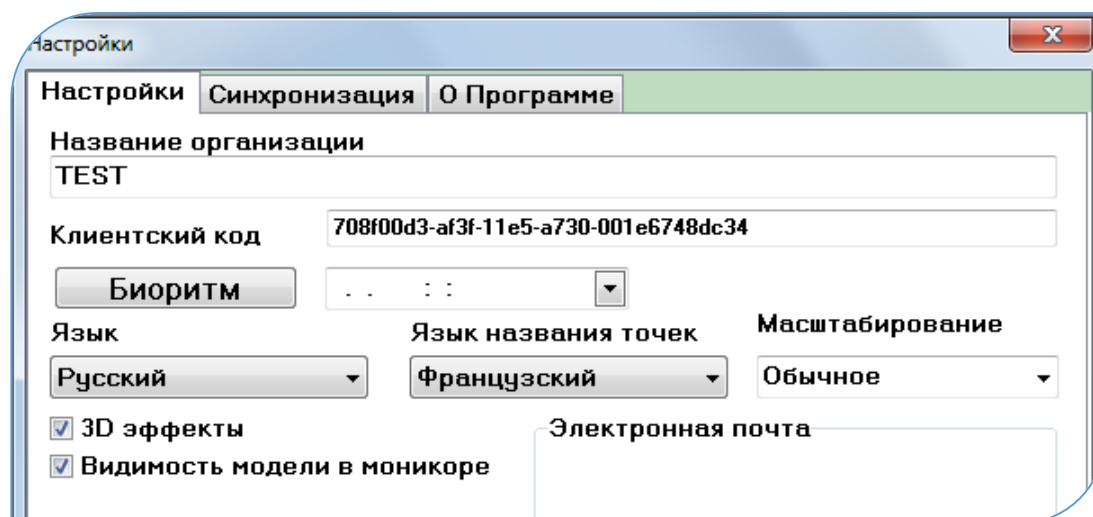 Настройки
Настройки Синхронизация О Программе
Название организации
TEST
Клиентский код 708f00d3-af3f-11e5-a730-001e6748dc34
Биоритм . . : :
Язык Язык названия точек Масштабирование
Русский Французский Обычное
3D эффекты Электронная почта
Видимость модели в моникоре